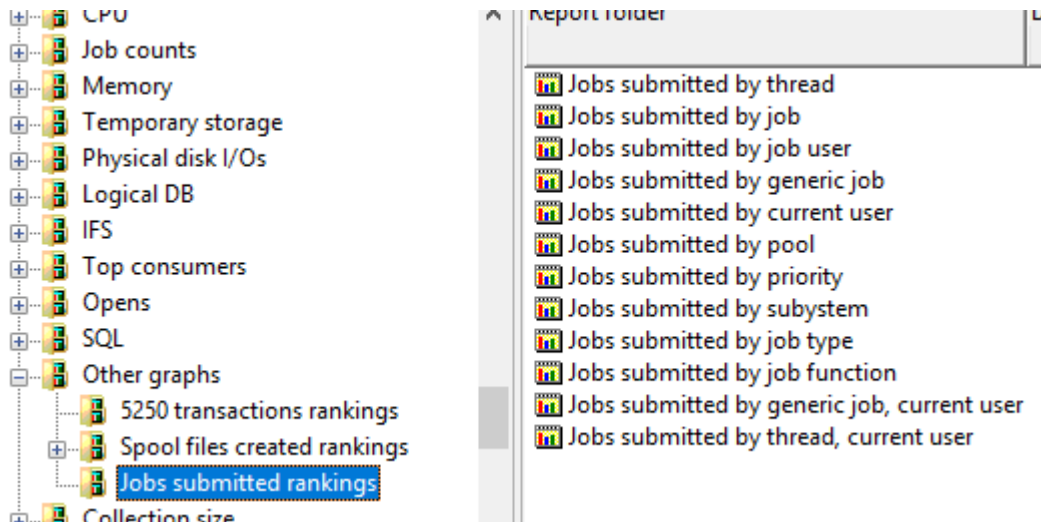 CPU
Job counts
Memory
Temporary storage
Physical disk I/Os
Logical DB
IFS
Top consumers
Opens
SQL
Other graphs
5250 transactions rankings
Spool files created rankings
Jobs submitted rankings
Collection size
Report folder
Jobs submitted by thread
Jobs submitted by job
Jobs submitted by job user
Jobs submitted by generic job
Jobs submitted by current user
Jobs submitted by pool
Jobs submitted by priority
Jobs submitted by subystem
Jobs submitted by job type
Jobs submitted by job function
Jobs submitted by generic job, current user
Jobs submitted by thread, current user